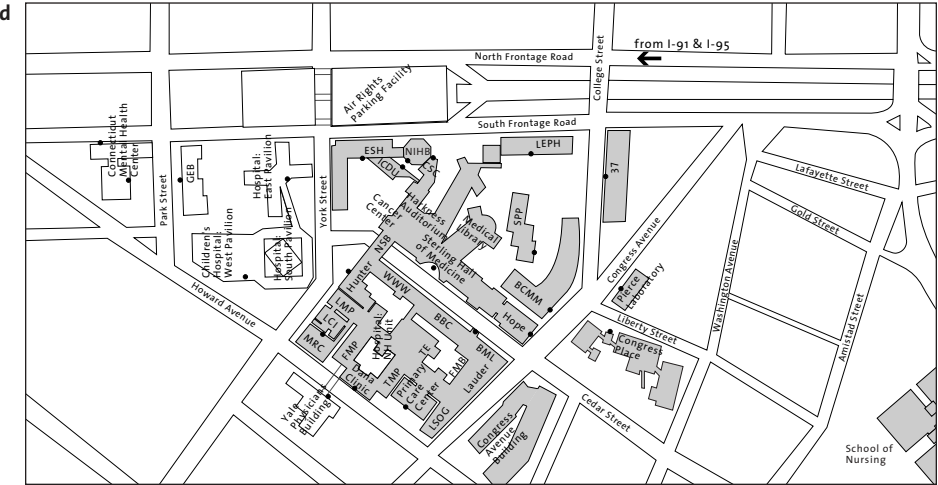 d
from I-91 & I-95
North Frontage Road
College Street
Air Rights
Parking Facility
South Frontage Road
Connecticut
Mental Health
Center
Park Street
GEB
Hospital:
East Pavilion
York Street
ESH
NIHB
ICDU
CSC
LEPH
37
Lafayette Street
Gold Street
Children's
Hospital:
West Pavilion
Hospital:
South Pavilion
Cancer
Center
Harkness
Auditorium
Medical
Library
SPP
Sterling Hall
of Medicine
NSB
Congress Avenue
Washington Avenue
Amistad Street
Howard Avenue
Hunter
WWW
BCMM
Pierce
Laboratory
LMP
LCI
MRC
Hospital:
NH Unit
BBC
Hope
Liberty Street
Congress
Place
FMP
TE
BML
FMB
Dana
Clinic
TMP
Primary
Care
Center
Lauder
LSOG
Yale
Physicians
Building
Congress
Avenue
Building
Cedar Street
School of
Nursing